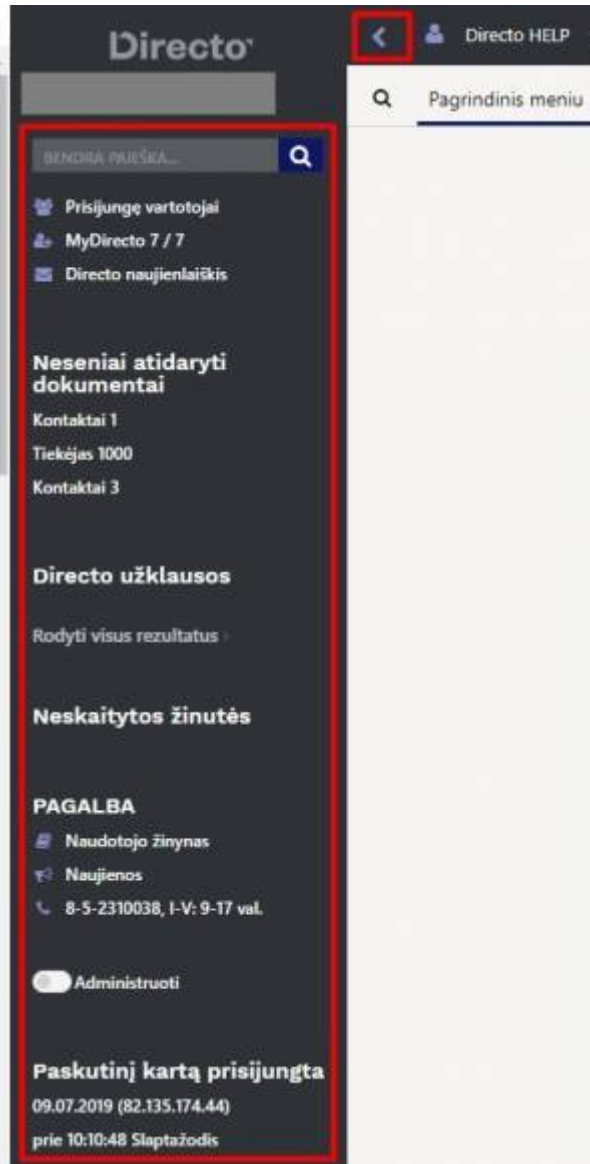 Directo
Directo HELP
Pagrindinis meniu
BENDRA PAIEŠKA...
Prisijungę vartotojai
MyDirecto 7 / 7
Directo naujienlaiškis
Neseniai atidaryti
dokumentai
Kontaktai 1
Tiekėjas 1000
Kontaktai 3
Directo užklausos
Rodyti visus rezultatus ›
Neskaitytos žinutės
PAGALBA
Naudotojo žinynas
Naujienos
8-5-2310038, I-V: 9-17 val.
Administruoti
Paskutinį kartą prisijungta
09.07.2019 (82.135.174.44)
prie 10:10:48 Slaptažodis